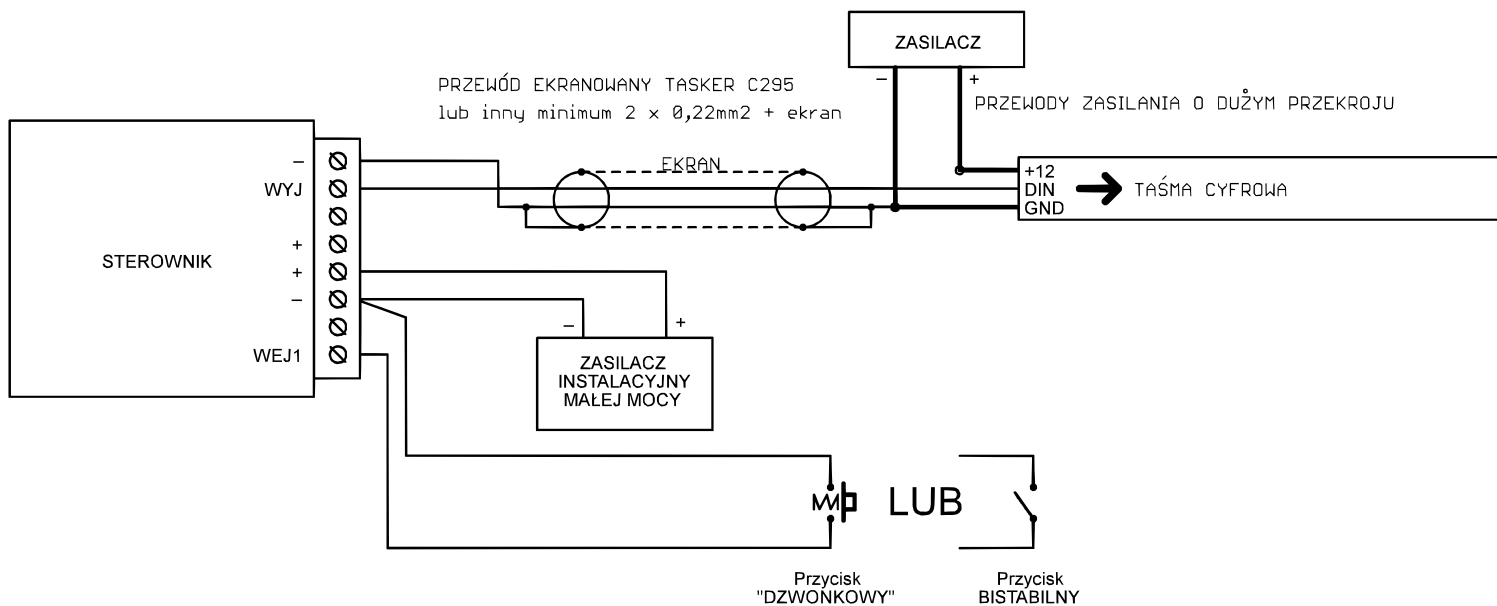 ZASILACZ
– +
PRZEWÓD EKRANOWANY TASKER C295
lub inny minimum 2 x 0,22mm2 + ekran
PRZEWODY ZASILANIA O DUŻYM PRZEKROJU
EKRAN
+12
DIN
GND
TAŚMA CYFROWA
STEROWNIK
–
WYJ
+
+
–
WEJ1
– +
ZASILACZ
INSTALACYJNY
MAŁEJ MOCY
LUB
Przycisk
"DZWONKOWY"
Przycisk
BISTABILNY